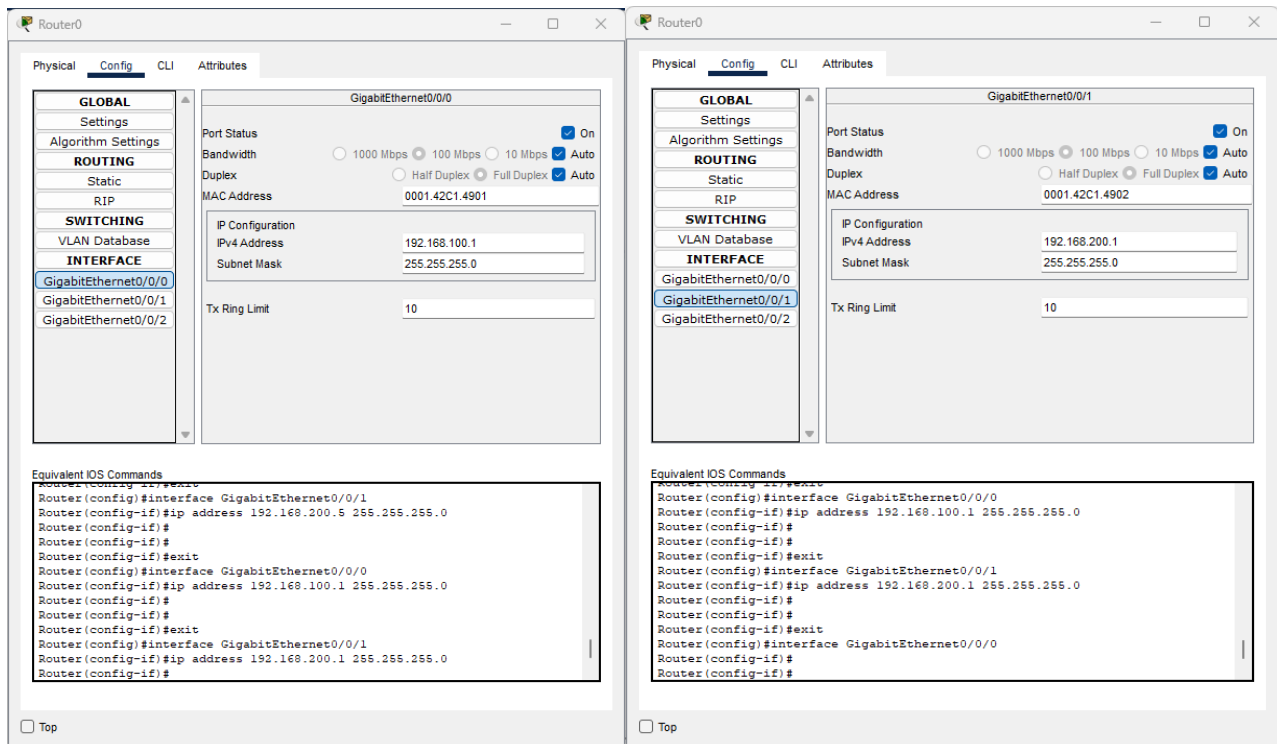 Router0
Physical Config CLI Attributes
GLOBAL
Settings
Algorithm Settings
ROUTING
Static
RIP
SWITCHING
VLAN Database
INTERFACE
GigabitEthernet0/0/0
GigabitEthernet0/0/1
GigabitEthernet0/0/2
GigabitEthernet0/0/0
Port Status On
Bandwidth 1000 Mbps 100 Mbps 10 Mbps Auto
Duplex Half Duplex Full Duplex Auto
MAC Address 0001.42C1.4901
IP Configuration
IPv4 Address 192.168.100.1
Subnet Mask 255.255.255.0
Tx Ring Limit 10
Equivalent IOS Commands
Router(config-if)#exit
Router(config)#interface GigabitEthernet0/0/1
Router(config-if)#ip address 192.168.200.5 255.255.255.0
Router(config-if)#
Router(config-if)#
Router(config-if)#exit
Router(config)#interface GigabitEthernet0/0/0
Router(config-if)#ip address 192.168.100.1 255.255.255.0
Router(config-if)#
Router(config-if)#
Router(config-if)#exit
Router(config)#interface GigabitEthernet0/0/1
Router(config-if)#ip address 192.168.200.1 255.255.255.0
Router(config-if)#
Top
Router0
Physical Config CLI Attributes
GLOBAL
Settings
Algorithm Settings
ROUTING
Static
RIP
SWITCHING
VLAN Database
INTERFACE
GigabitEthernet0/0/0
GigabitEthernet0/0/1
GigabitEthernet0/0/2
GigabitEthernet0/0/1
Port Status On
Bandwidth 1000 Mbps 100 Mbps 10 Mbps Auto
Duplex Half Duplex Full Duplex Auto
MAC Address 0001.42C1.4902
IP Configuration
IPv4 Address 192.168.200.1
Subnet Mask 255.255.255.0
Tx Ring Limit 10
Equivalent IOS Commands
Router(config-if)#exit
Router(config)#interface GigabitEthernet0/0/0
Router(config-if)#ip address 192.168.100.1 255.255.255.0
Router(config-if)#
Router(config-if)#
Router(config-if)#exit
Router(config)#interface GigabitEthernet0/0/1
Router(config-if)#ip address 192.168.200.1 255.255.255.0
Router(config-if)#
Router(config-if)#
Router(config-if)#exit
Router(config)#interface GigabitEthernet0/0/0
Router(config-if)#
Router(config-if)#
Top